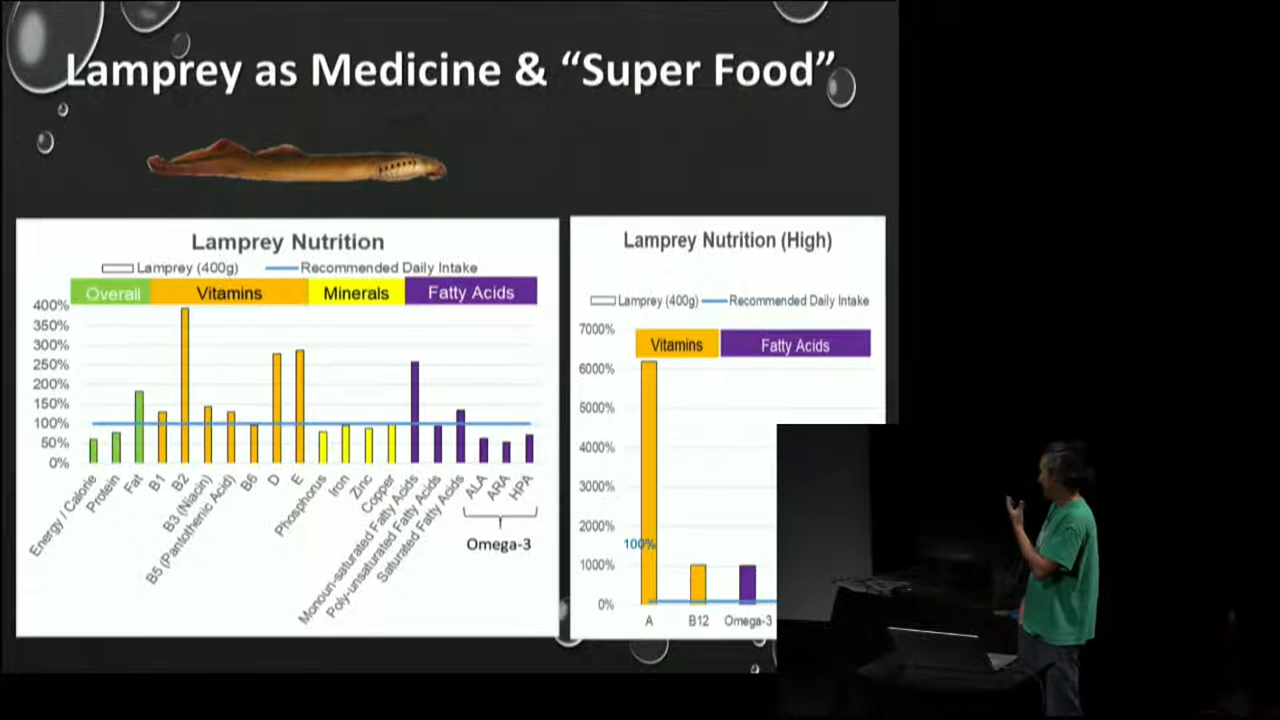 Lamprey as Medicine & “Super Food”
Lamprey Nutrition
Lamprey (400g) Recommended Daily Intake
Overall Vitamins Minerals Fatty Acids
400%
350%
300%
250%
200%
150%
100%
50%
0%
Energy / Calorie
Protein
Fat
B1
B2
B3 (Niacin)
B5 (Pantothenic Acid)
B6
D
E
Phosphorus
Iron
Zinc
Copper
Monoun-saturated Fatty Acids
Poly-unsaturated Fatty Acids
Saturated Fatty Acids
ALA
ARA
HPA
Omega-3
Lamprey Nutrition (High)
Lamprey (400g) Recommended Daily Intake
Vitamins Fatty Acids
7000%
6000%
5000%
4000%
3000%
2000%
100%
1000%
0%
A B12 Omega-3